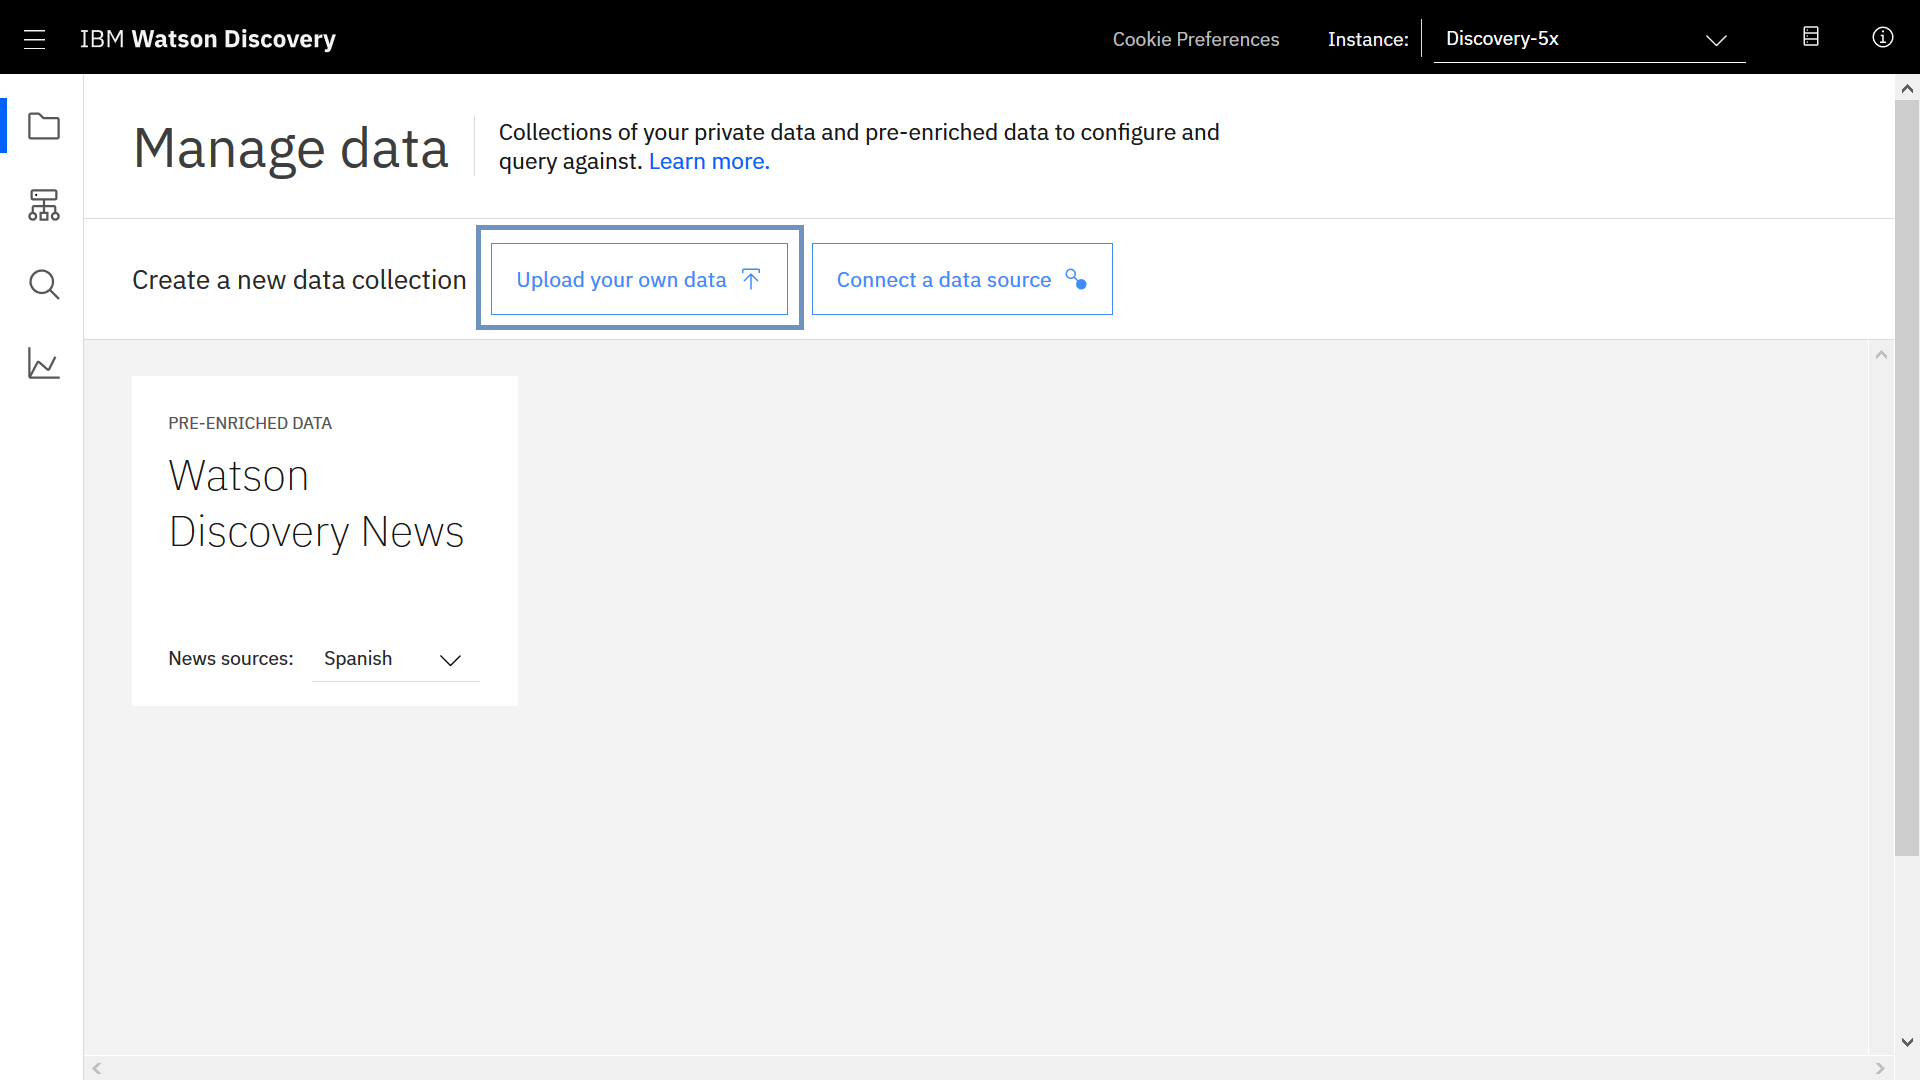 IBM Watson Discovery
Cookie Preferences
Instance:
Discovery-5x
Manage data
Collections of your private data and pre-enriched data to configure and
query against. Learn more.
Create a new data collection
Upload your own data
Connect a data source
PRE-ENRICHED DATA
Watson
Discovery News
News sources:
Spanish